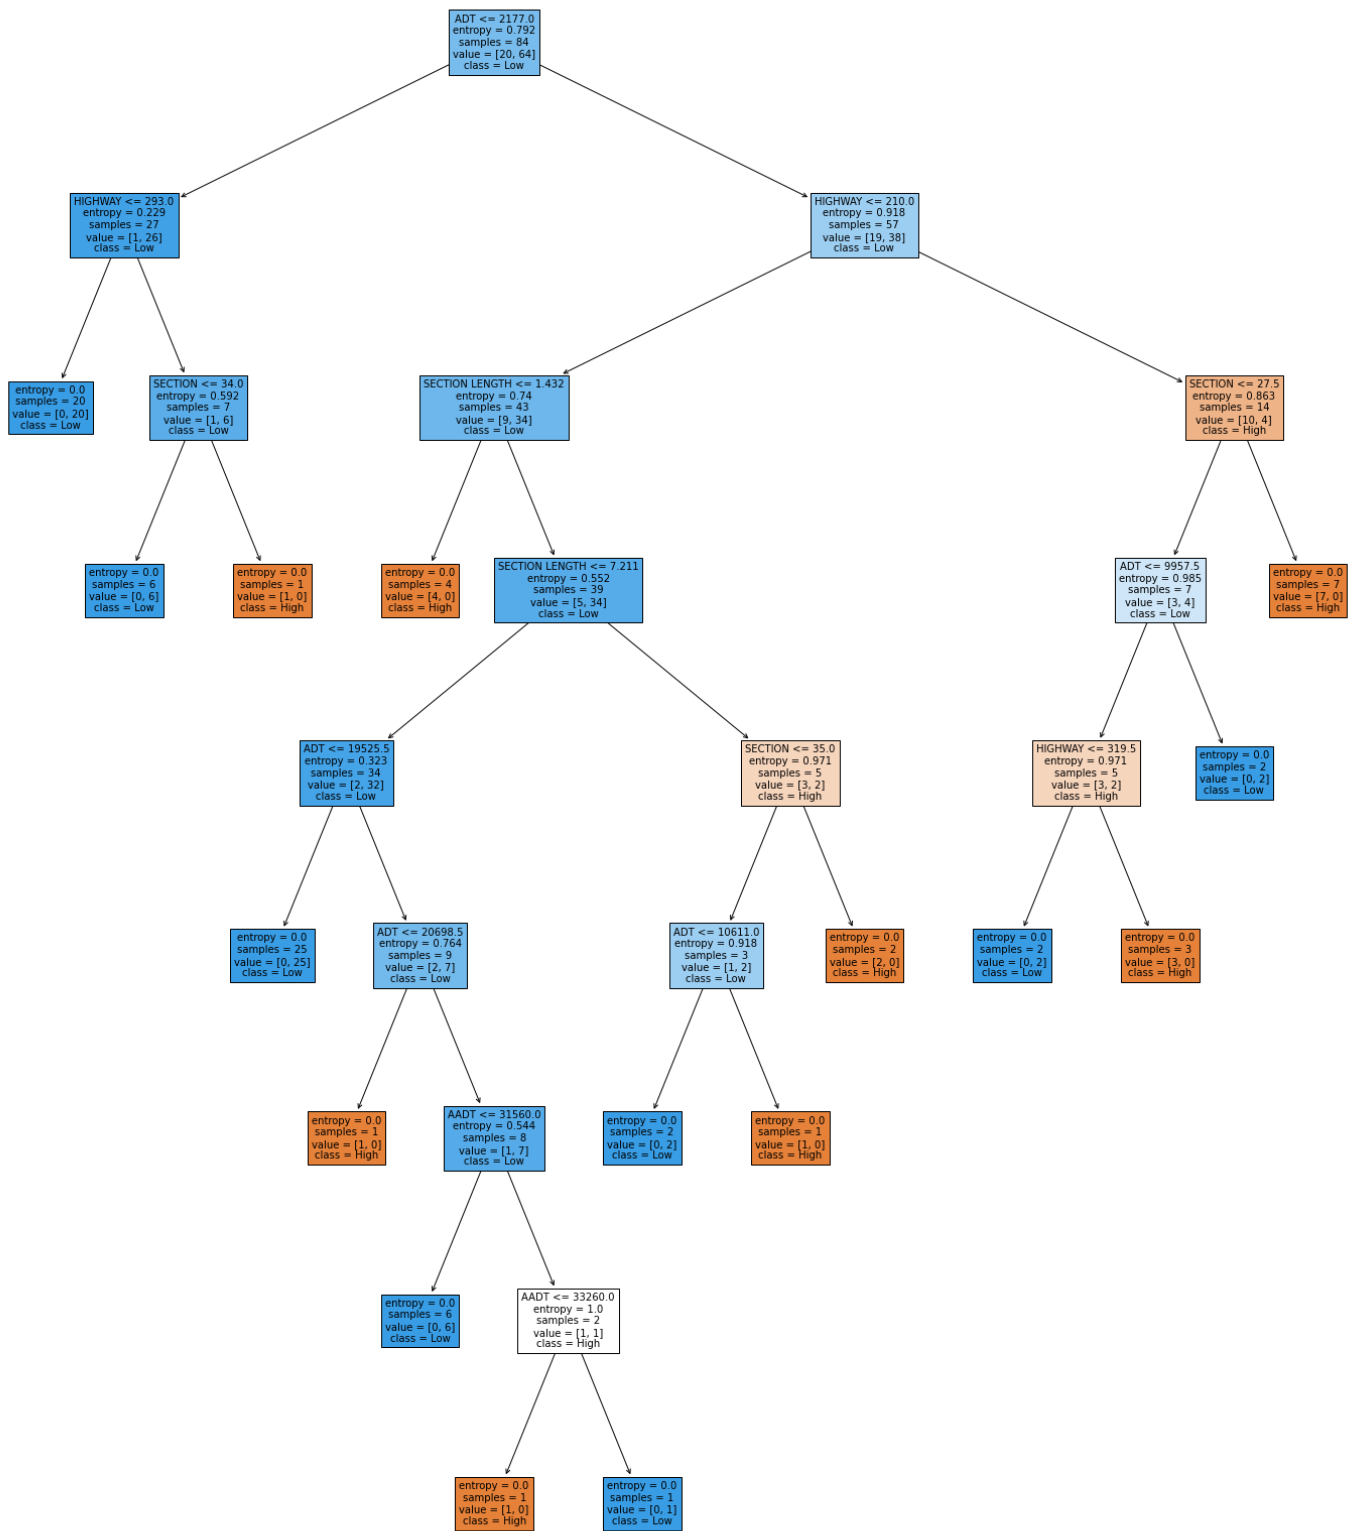 ADT <= 2177.0
entropy = 0.792
samples = 84
value = [20, 64]
class = Low
HIGHWAY <= 293.0
entropy = 0.229
samples = 27
value = [1, 26]
class = Low
HIGHWAY <= 210.0
entropy = 0.918
samples = 57
value = [19, 38]
class = Low
entropy = 0.0
samples = 20
value = [0, 20]
class = Low
SECTION <= 34.0
entropy = 0.592
samples = 7
value = [1, 6]
class = Low
SECTION LENGTH <= 1.432
entropy = 0.74
samples = 43
value = [9, 34]
class = Low
SECTION <= 27.5
entropy = 0.863
samples = 14
value = [10, 4]
class = High
entropy = 0.0
samples = 6
value = [0, 6]
class = Low
entropy = 0.0
samples = 1
value = [1, 0]
class = High
entropy = 0.0
samples = 4
value = [4, 0]
class = High
SECTION LENGTH <= 7.211
entropy = 0.552
samples = 39
value = [5, 34]
class = Low
ADT <= 9957.5
entropy = 0.985
samples = 7
value = [3, 4]
class = Low
entropy = 0.0
samples = 7
value = [7, 0]
class = High
ADT <= 19525.5
entropy = 0.323
samples = 34
value = [2, 32]
class = Low
SECTION <= 35.0
entropy = 0.971
samples = 5
value = [3, 2]
class = High
HIGHWAY <= 319.5
entropy = 0.971
samples = 5
value = [3, 2]
class = High
entropy = 0.0
samples = 2
value = [0, 2]
class = Low
entropy = 0.0
samples = 25
value = [0, 25]
class = Low
ADT <= 20698.5
entropy = 0.764
samples = 9
value = [2, 7]
class = Low
ADT <= 10611.0
entropy = 0.918
samples = 3
value = [1, 2]
class = Low
entropy = 0.0
samples = 2
value = [2, 0]
class = High
entropy = 0.0
samples = 2
value = [0, 2]
class = Low
entropy = 0.0
samples = 3
value = [3, 0]
class = High
entropy = 0.0
samples = 1
value = [1, 0]
class = High
AADT <= 31560.0
entropy = 0.544
samples = 8
value = [1, 7]
class = Low
entropy = 0.0
samples = 2
value = [0, 2]
class = Low
entropy = 0.0
samples = 1
value = [1, 0]
class = High
entropy = 0.0
samples = 6
value = [0, 6]
class = Low
AADT <= 33260.0
entropy = 1.0
samples = 2
value = [1, 1]
class = High
entropy = 0.0
samples = 1
value = [1, 0]
class = High
entropy = 0.0
samples = 1
value = [0, 1]
class = Low